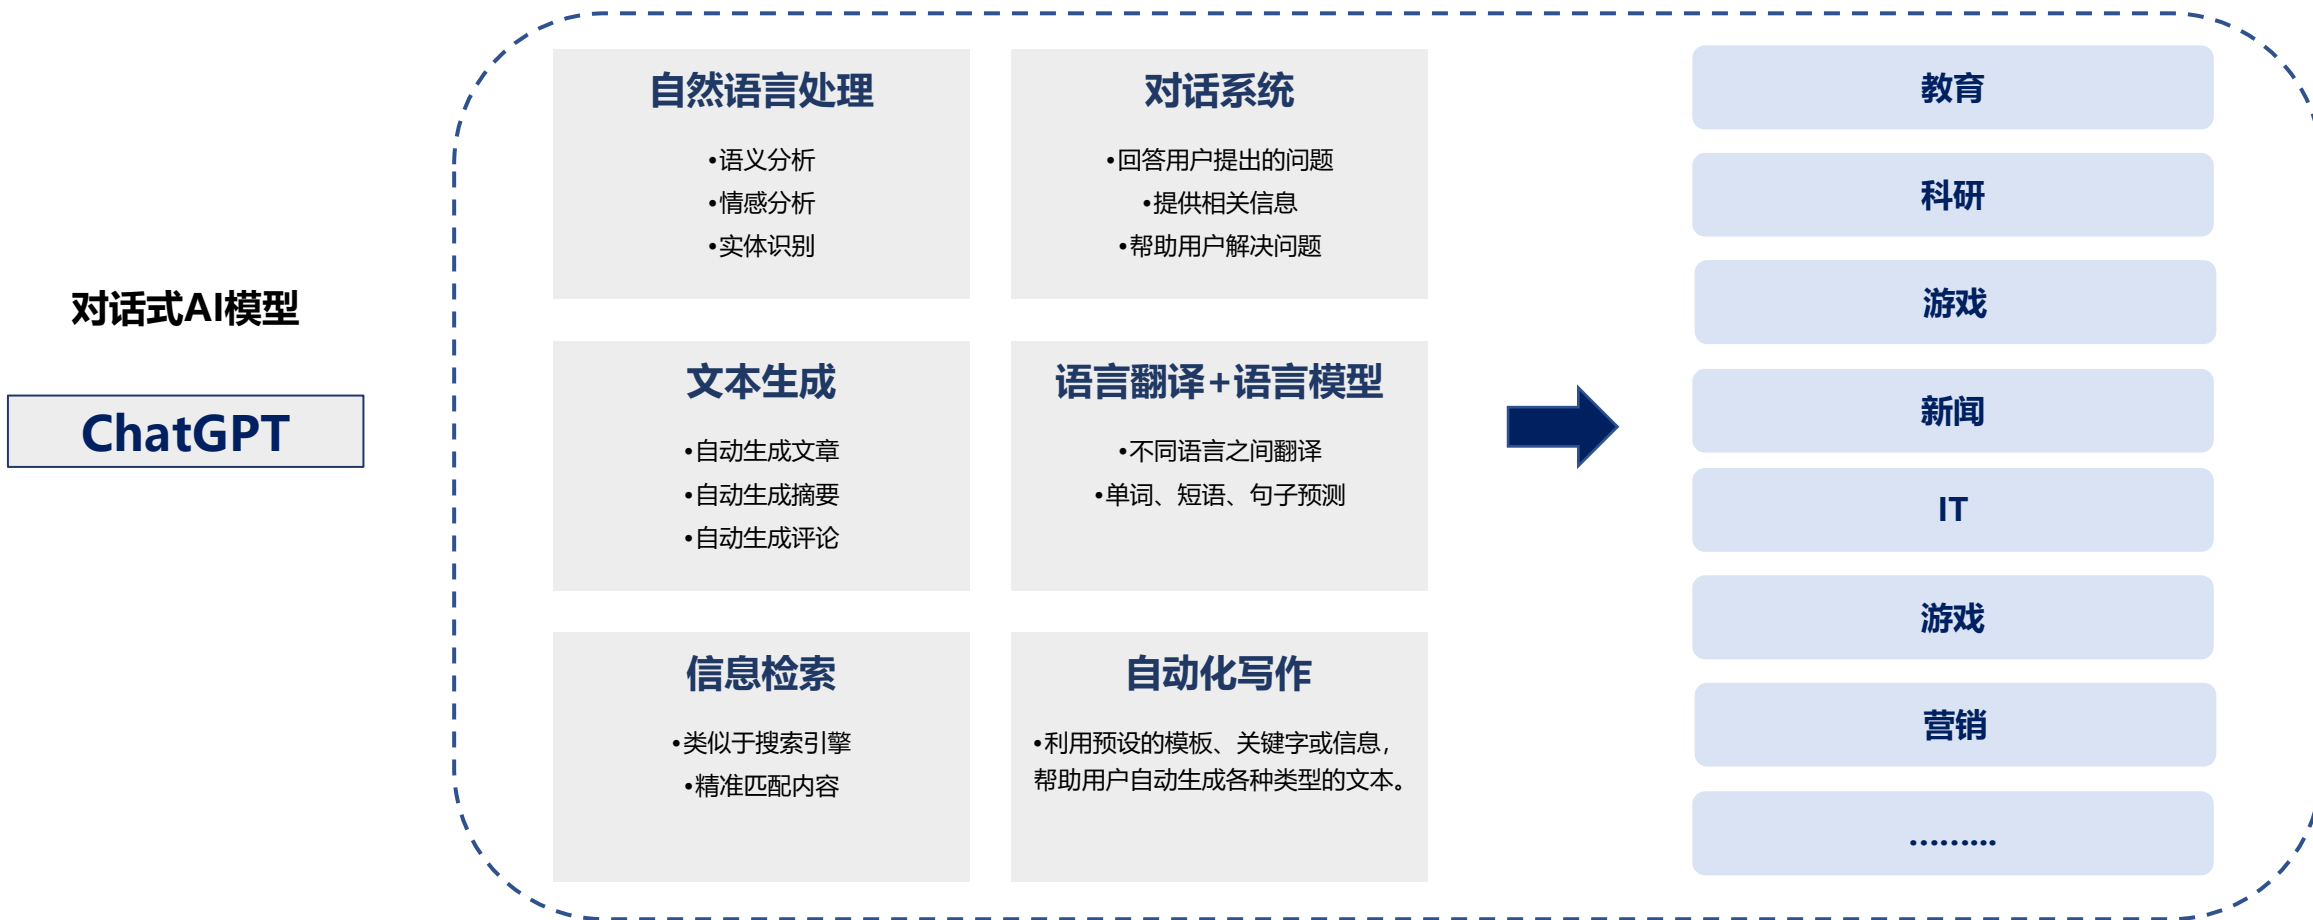 对话式AI模型
ChatGPT
自然语言处理
•语义分析
•情感分析
•实体识别
对话系统
•回答用户提出的问题
•提供相关信息
•帮助用户解决问题
文本生成
•自动生成文章
•自动生成摘要
•自动生成评论
语言翻译+语言模型
•不同语言之间翻译
•单词、短语、句子预测
信息检索
•类似于搜索引擎
•精准匹配内容
自动化写作
•利用预设的模板、关键字或信息，
帮助用户自动生成各种类型的文本。
教育
科研
游戏
新闻
IT
游戏
营销
………